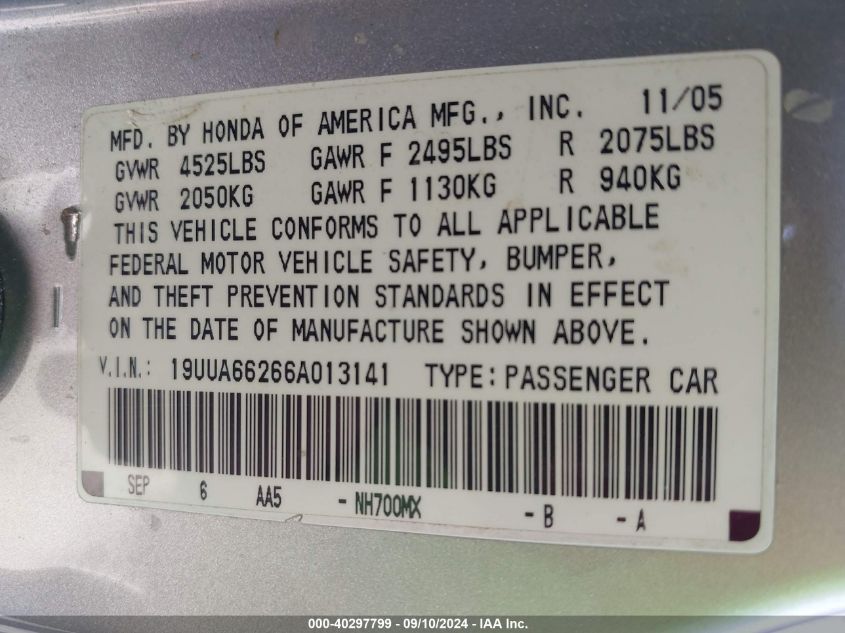 MFD. BY HONDA OF AMERICA MFG., INC. 11/05
GVWR 4525LBS GAWR F 2495LBS R 2075LBS
GVWR 2050KG GAWR F 1130KG R 940KG
THIS VEHICLE CONFORMS TO ALL APPLICABLE
FEDERAL MOTOR VEHICLE SAFETY, BUMPER,
AND THEFT PREVENTION STANDARDS IN EFFECT
ON THE DATE OF MANUFACTURE SHOWN ABOVE.
V.I.N.: 19UUA66266A013141 TYPE: PASSENGER CAR
SEP 6 AA5 - NH700MX - B - A
000-40297799 - 09/10/2024 - IAA Inc.